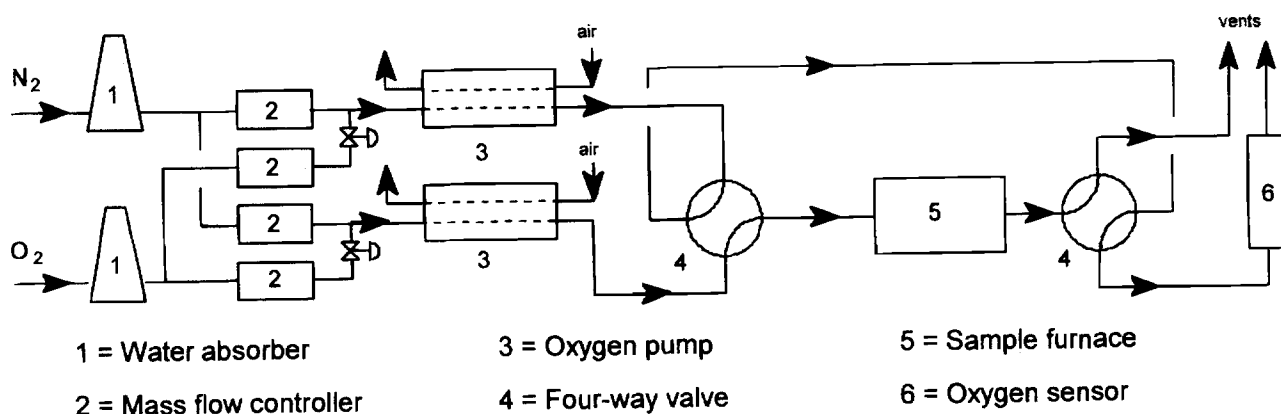 vents
air
N₂
1
2
3
2
air
2
5
6
O₂
1
2
3
4
4
1 = Water absorber
3 = Oxygen pump
5 = Sample furnace
2 = Mass flow controller
4 = Four-way valve
6 = Oxygen sensor